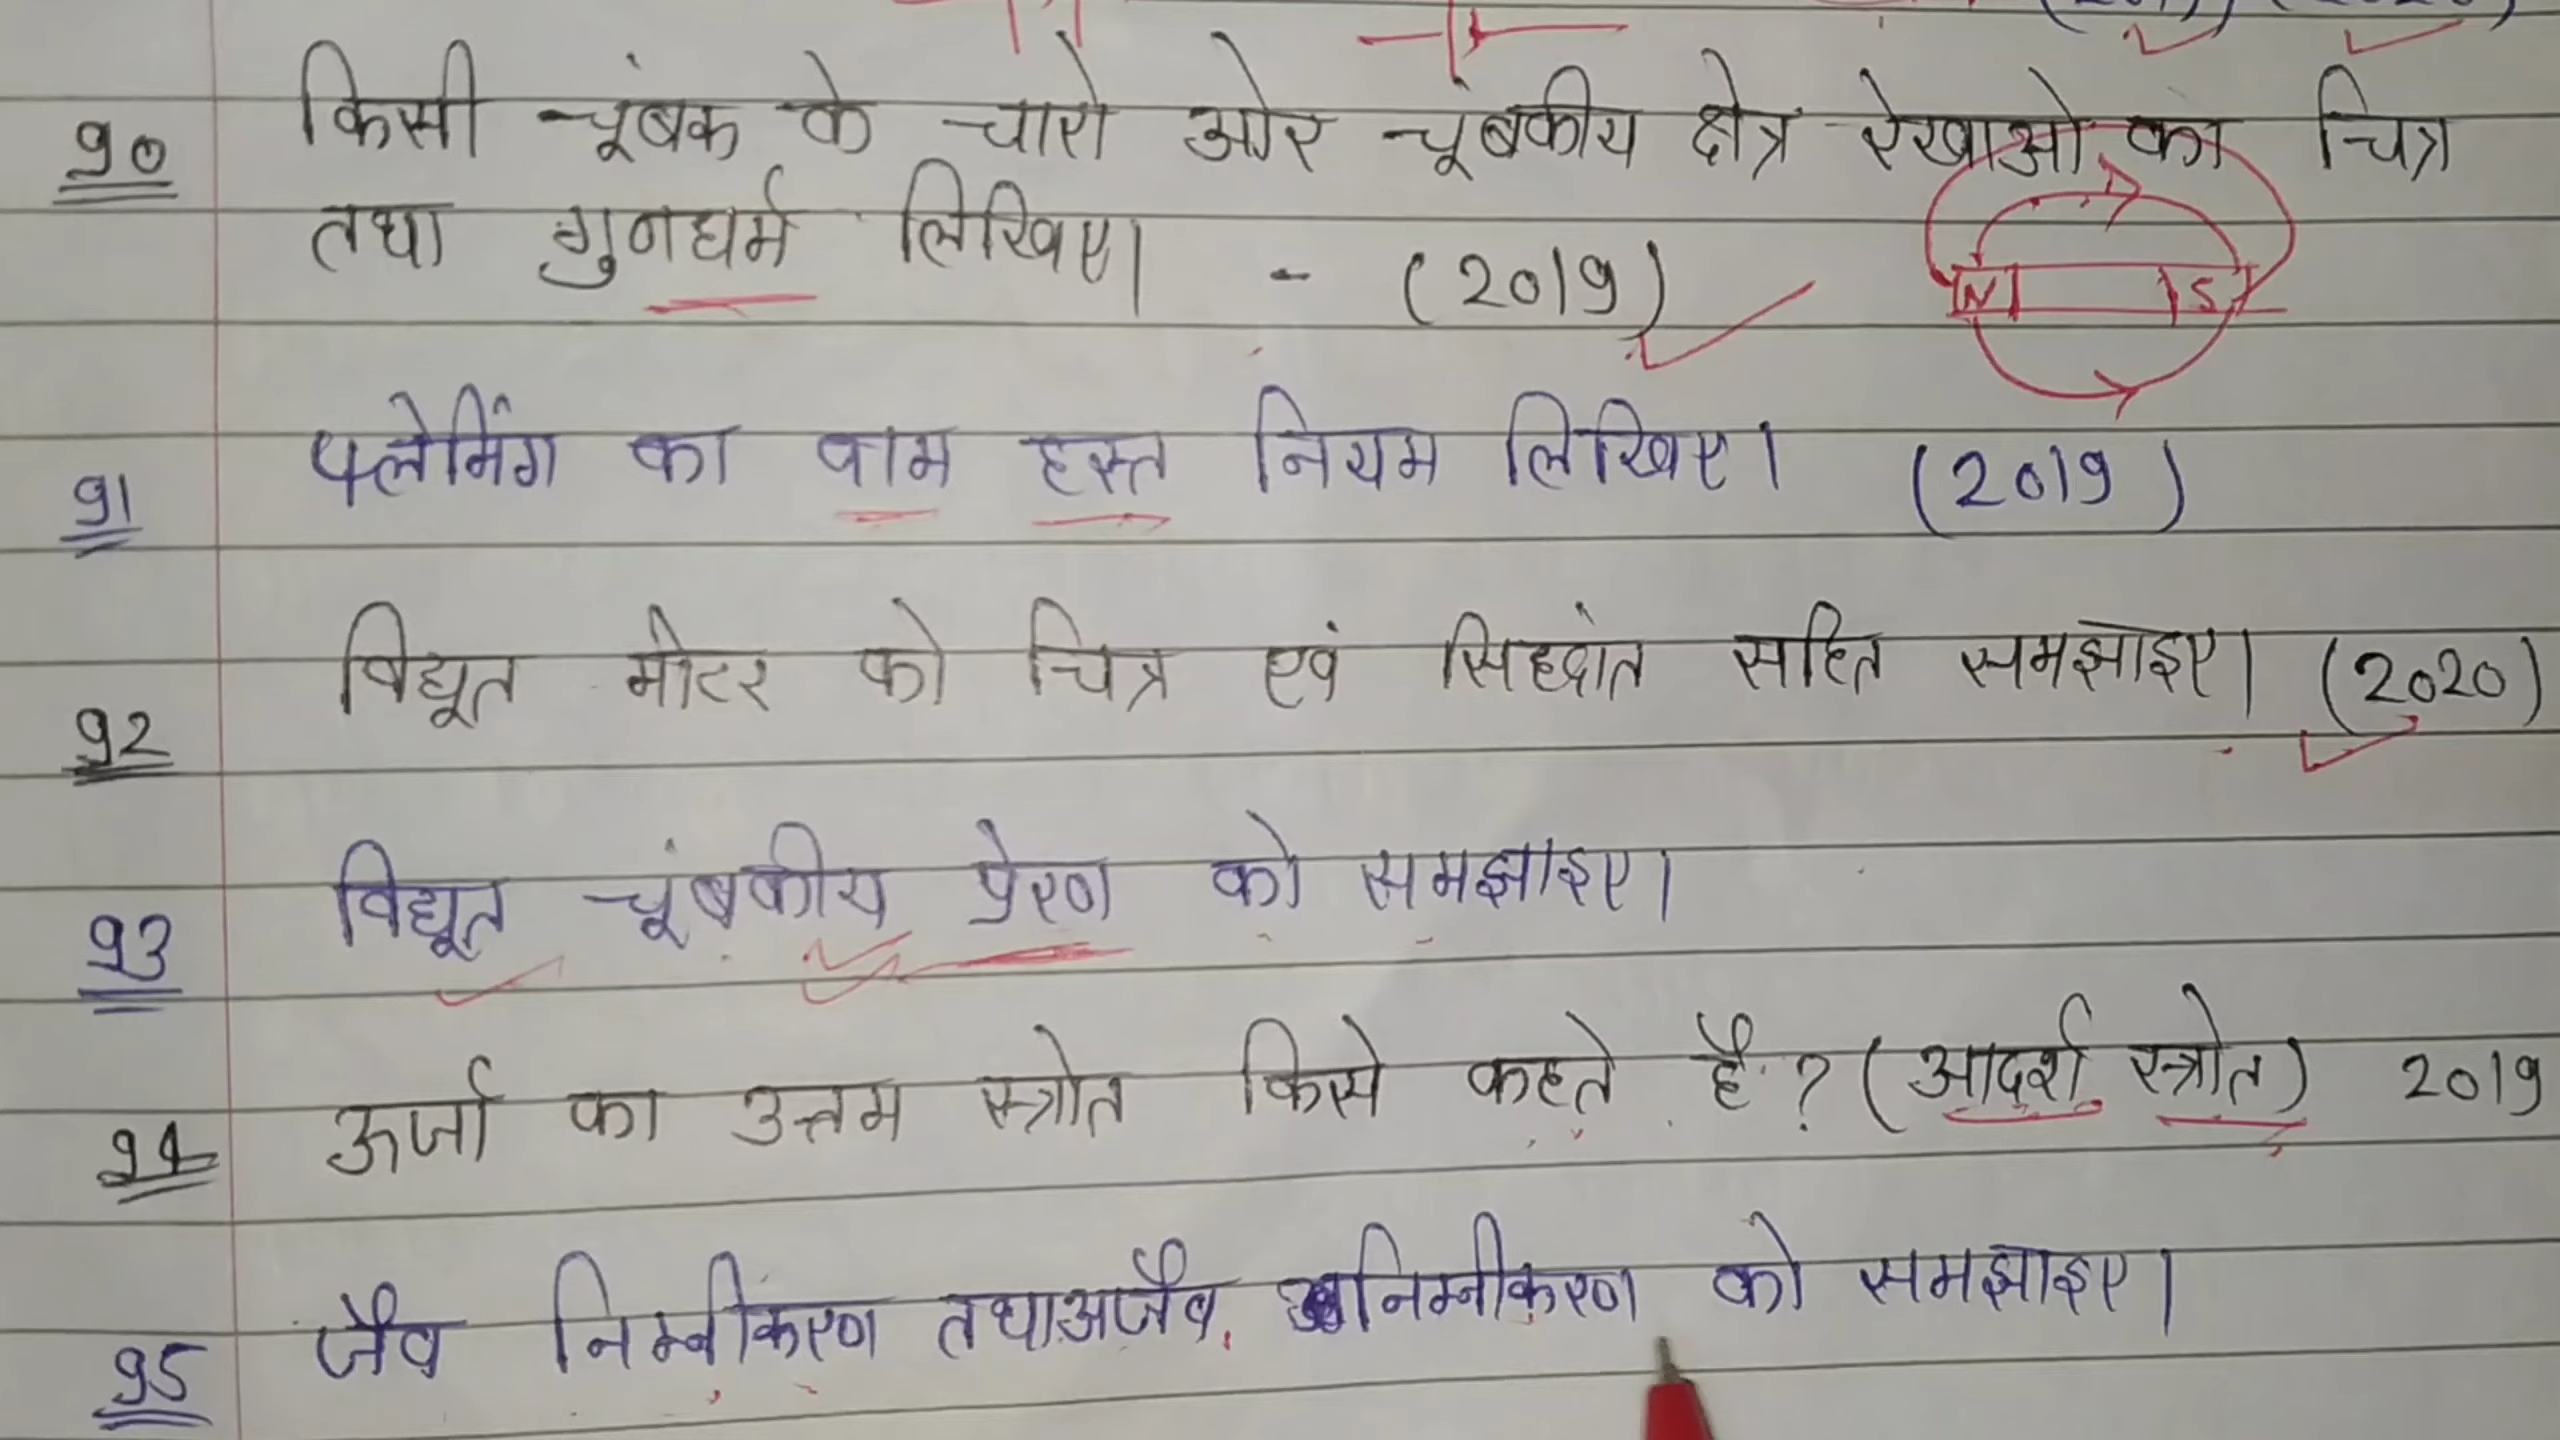 90 किसी चूंबक के चारो ओर चूंबकीय क्षेत्र रेखाओ का चित्र
तथा गुनधर्म लिखिए। - (2019)
N S
91 फ्लेमिंग का वाम हस्त नियम लिखिए। (2019)
92 विद्यूत मोटर को चित्र एवं सिद्धांत सहित समझाइए। (2020)
93 विद्यूत चूंबकीय प्रेरण को समझाइए।
94 ऊर्जा का उत्तम स्त्रोत किसे कहते है? (आदर्श स्त्रोत) 2019
95 जैव निम्नीकरण तथा अजैव निम्नीकरण को समझाइए।